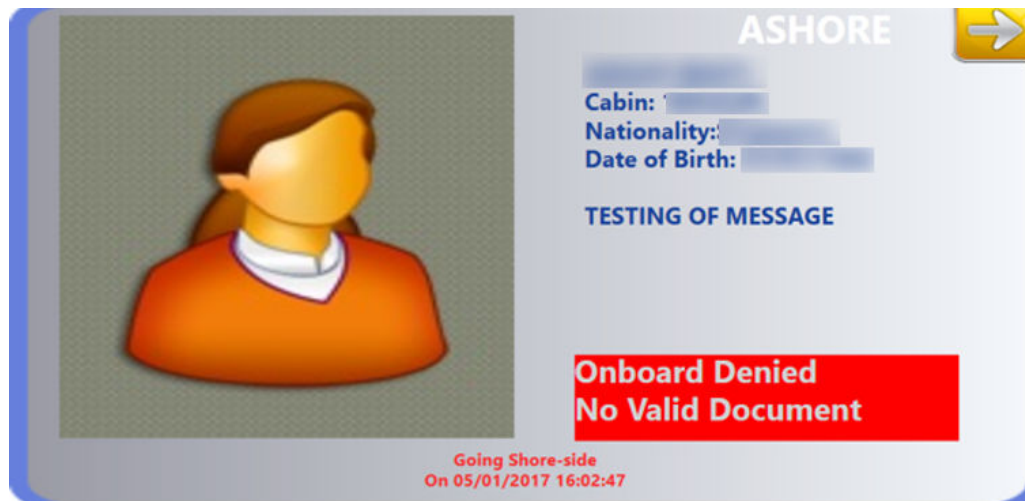 ASHORE
Cabin:
Nationality:
Date of Birth:
TESTING OF MESSAGE
Onboard Denied
No Valid Document
Going Shore-side
On 05/01/2017 16:02:47